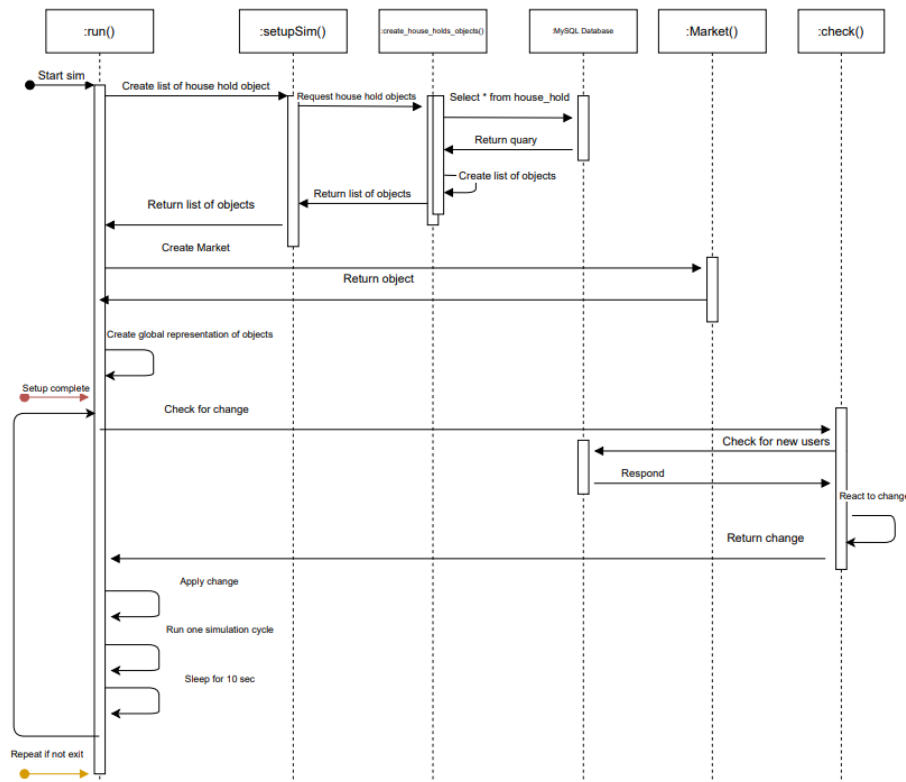 :run()
:setupSim()
:create_house_holds_objects()
:MySQL Database
:Market()
:check()
Start sim
Create list of house hold object
Request house hold objects
Select * from house_hold
Return quary
Create list of objects
Return list of objects
Return list of objects
Create Market
Return object
Create global representation of objects
Setup complete
Check for change
Check for new users
Respond
React to change
Return change
Apply change
Run one simulation cycle
Sleep for 10 sec
Repeat if not exit